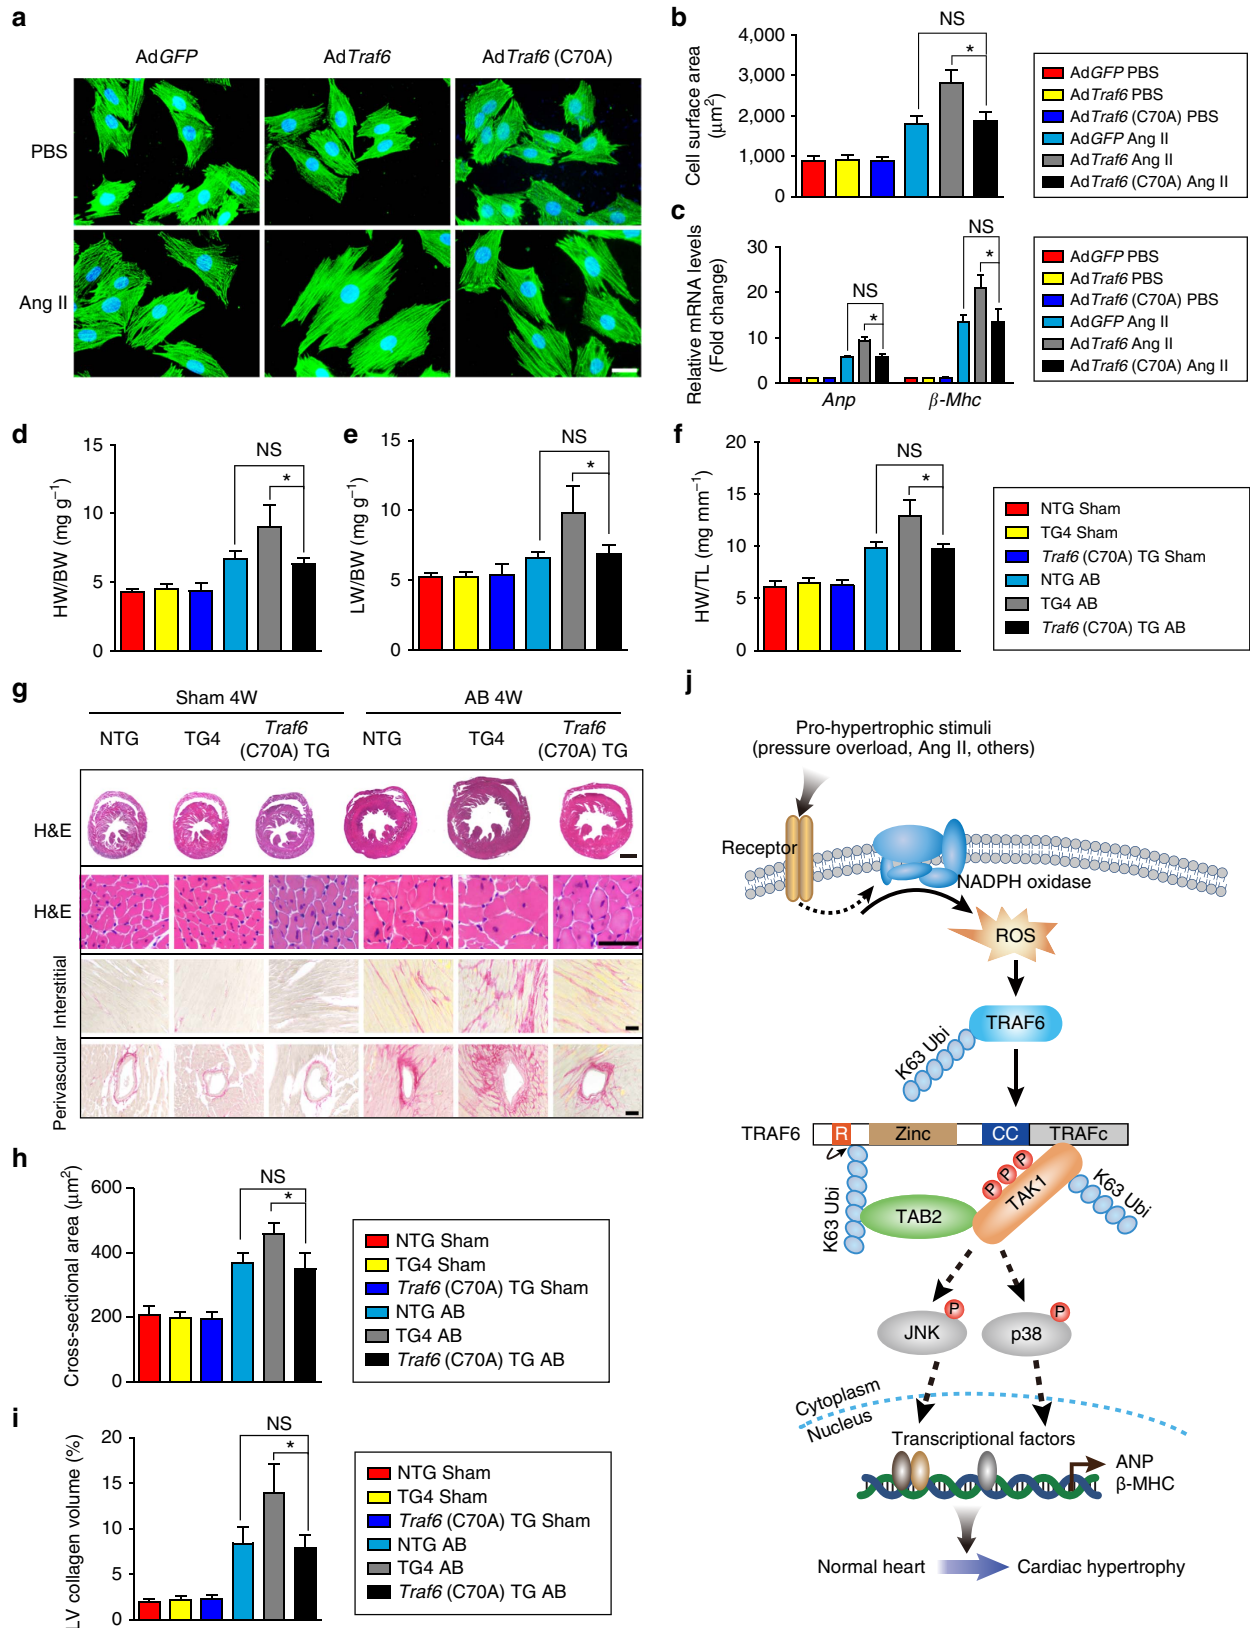 a
AdGFP
AdTraf6
AdTraf6 (C70A)
PBS
Ang II
b
Cell surface area
(μm²)
4,000
3,000
2,000
1,000
0
NS
*
AdGFP PBS
AdTraf6 PBS
AdTraf6 (C70A) PBS
AdGFP Ang II
AdTraf6 Ang II
AdTraf6 (C70A) Ang II
c
Relative mRNA levels
(Fold change)
30
20
10
0
NS
*
NS
*
Anp
β-Mhc
AdGFP PBS
AdTraf6 PBS
AdTraf6 (C70A) PBS
AdGFP Ang II
AdTraf6 Ang II
AdTraf6 (C70A) Ang II
d
HW/BW (mg g⁻¹)
15
10
5
0
NS
*
e
LW/BW (mg g⁻¹)
15
10
5
0
NS
*
f
HW/TL (mg mm⁻¹)
20
15
10
5
0
NS
*
NTG Sham
TG4 Sham
Traf6 (C70A) TG Sham
NTG AB
TG4 AB
Traf6 (C70A) TG AB
g
Sham 4W
AB 4W
NTG
TG4
Traf6
(C70A) TG
NTG
TG4
Traf6
(C70A) TG
H&E
H&E
Interstitial
Perivascular
h
Cross-sectional area (μm²)
600
400
200
0
NS
*
NTG Sham
TG4 Sham
Traf6 (C70A) TG Sham
NTG AB
TG4 AB
Traf6 (C70A) TG AB
i
LV collagen volume (%)
20
15
10
5
0
NS
*
NTG Sham
TG4 Sham
Traf6 (C70A) TG Sham
NTG AB
TG4 AB
Traf6 (C70A) TG AB
j
Pro-hypertrophic stimuli
(pressure overload, Ang II, others)
Receptor
NADPH oxidase
ROS
TRAF6
K63 Ubi
TRAF6
R
Zinc
CC
TRAFc
K63 Ubi
TAB2
P P P
TAK1
K63 Ubi
JNK
P
p38
P
Cytoplasm
Nucleus
Transcriptional factors
ANP
β-MHC
Normal heart
Cardiac hypertrophy